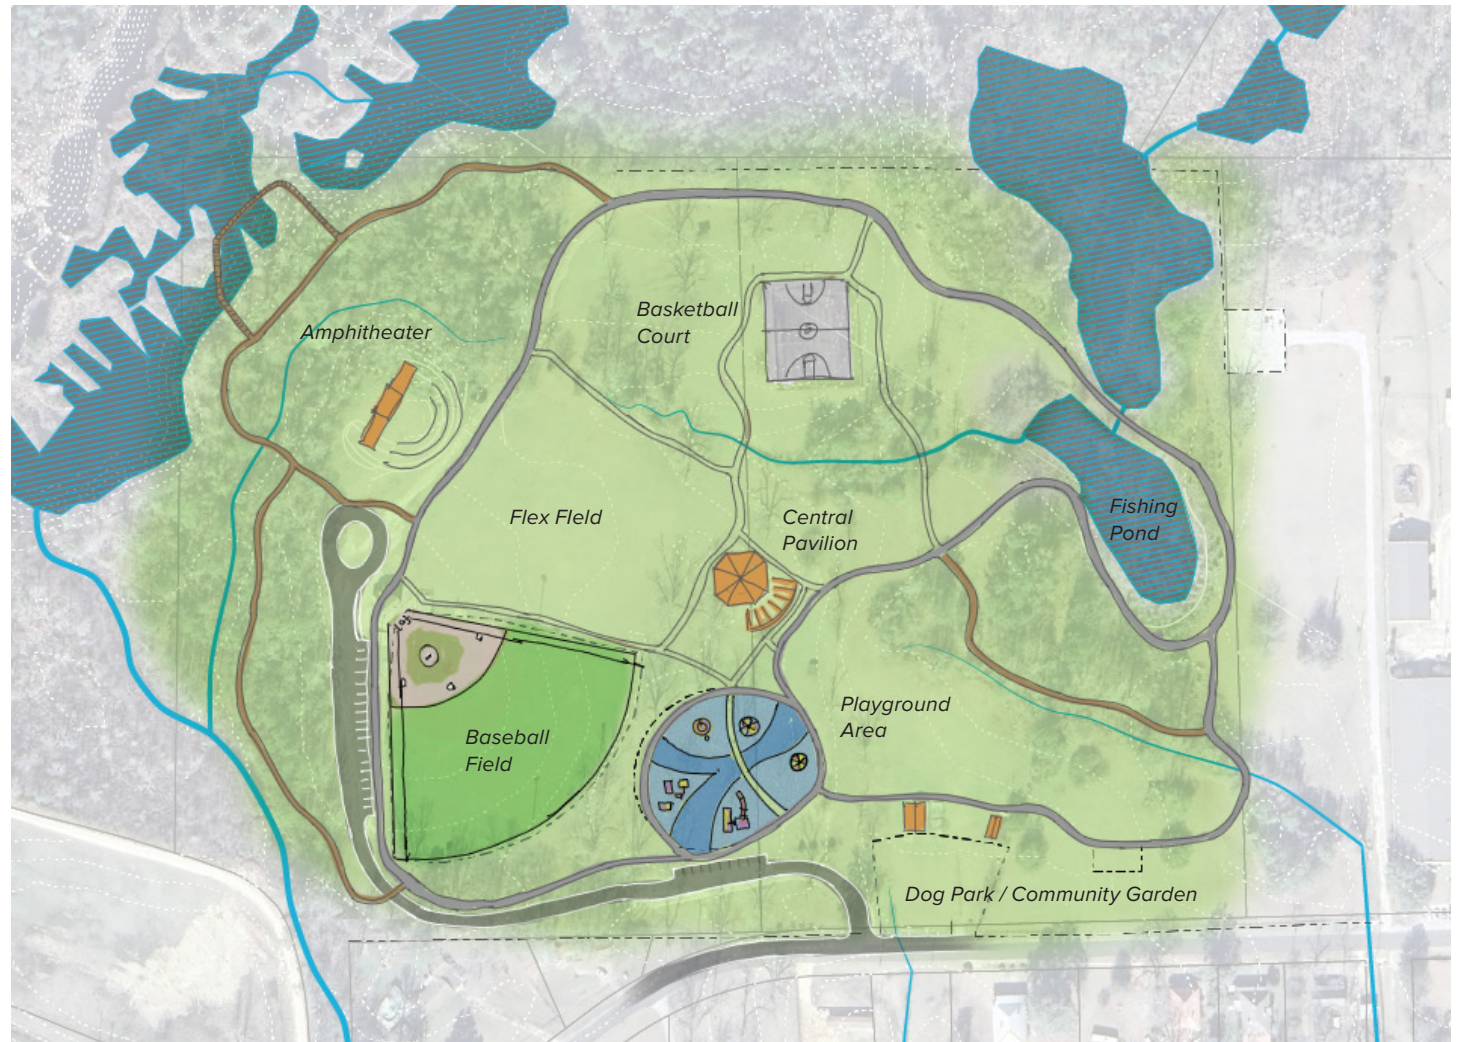 Basketball
Court
Amphitheater
Flex FIeld
Central
Pavilion
Fishing
Pond
Playground
Area
Baseball
Field
Dog Park / Community Garden